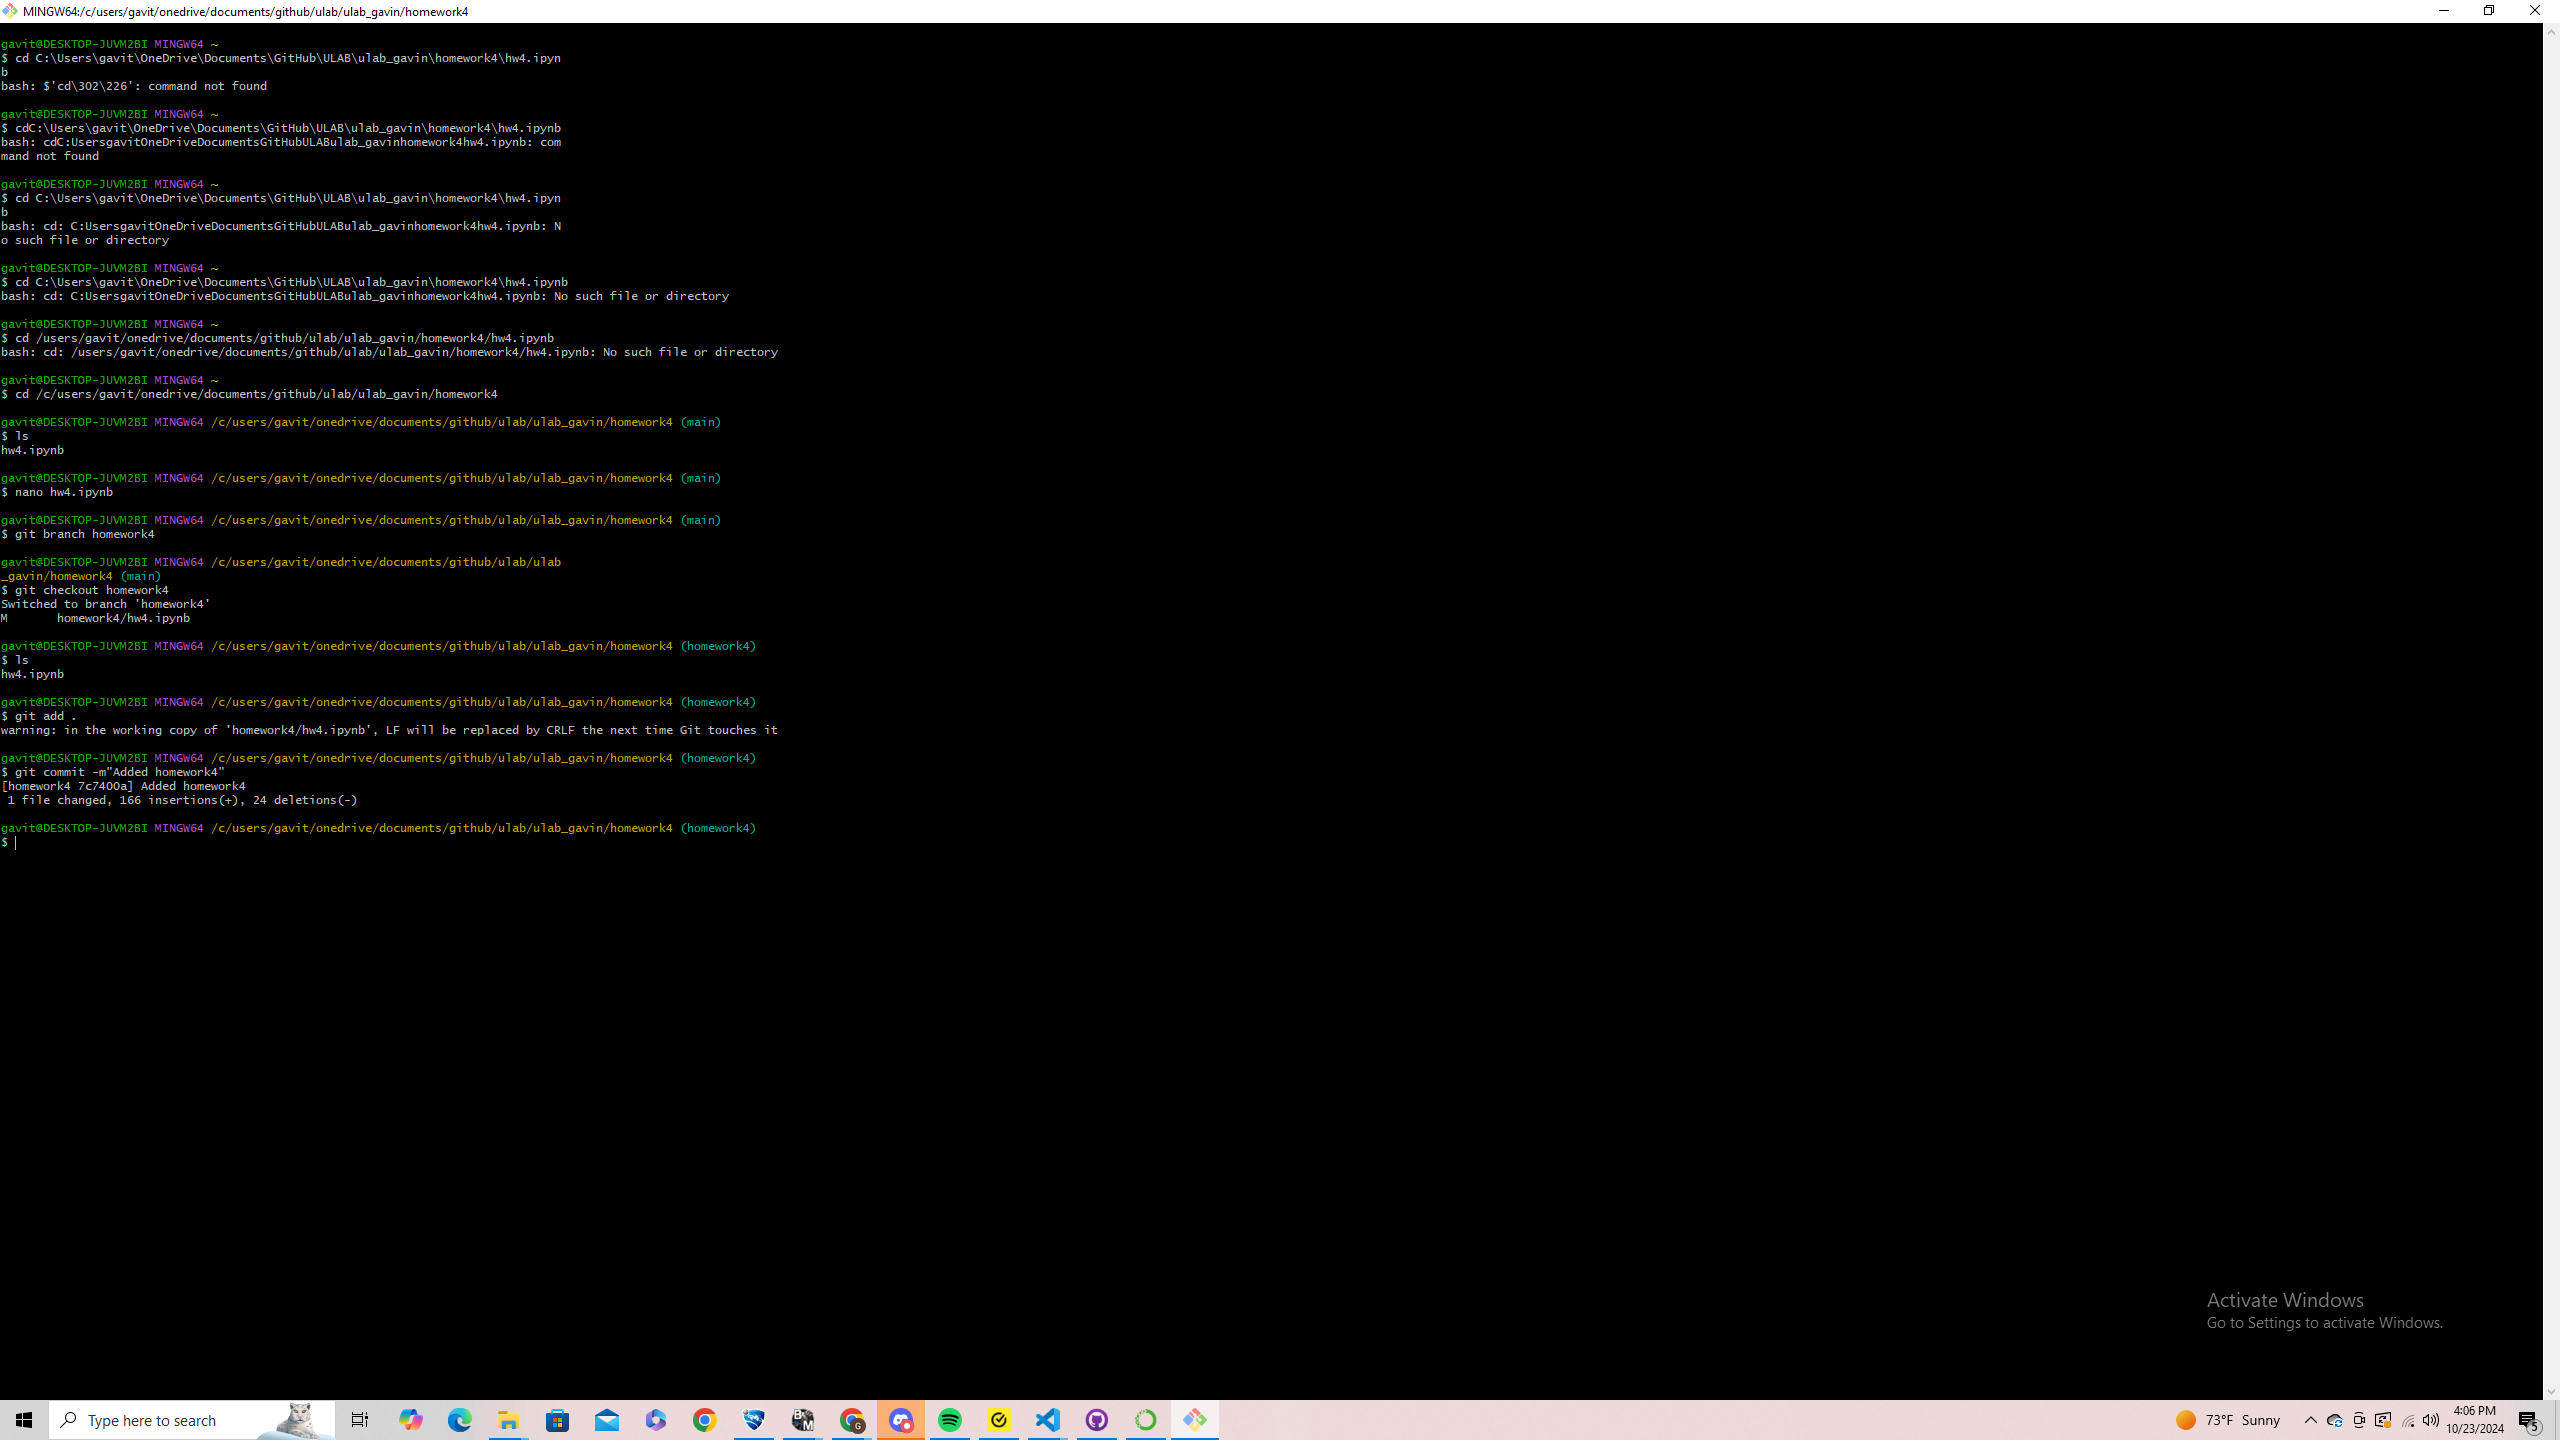 MINGW64:/c/users/gavit/onedrive/documents/github/ulab/ulab_gavin/homework4
gavit@DESKTOP-JUVM2BI MINGW64 ~
$ cd C:\Users\gavit\OneDrive\Documents\GitHub\ULAB\ulab_gavin\homework4\hw4.ipyn
b
bash: $'cd\302\226': command not found
gavit@DESKTOP-JUVM2BI MINGW64 ~
$ cdC:\Users\gavit\OneDrive\Documents\GitHub\ULAB\ulab_gavin\homework4\hw4.ipynb
bash: cdC:UsersgavitOneDriveDocumentsGitHubULABulab_gavinhomework4hw4.ipynb: com
mand not found
gavit@DESKTOP-JUVM2BI MINGW64 ~
$ cd C:\Users\gavit\OneDrive\Documents\GitHub\ULAB\ulab_gavin\homework4\hw4.ipyn
b
bash: cd: C:UsersgavitOneDriveDocumentsGitHubULABulab_gavinhomework4hw4.ipynb: N
o such file or directory
gavit@DESKTOP-JUVM2BI MINGW64 ~
$ cd C:\Users\gavit\OneDrive\Documents\GitHub\ULAB\ulab_gavin\homework4\hw4.ipynb
bash: cd: C:UsersgavitOneDriveDocumentsGitHubULABulab_gavinhomework4hw4.ipynb: No such file or directory
gavit@DESKTOP-JUVM2BI MINGW64 ~
$ cd /users/gavit/onedrive/documents/github/ulab/ulab_gavin/homework4/hw4.ipynb
bash: cd: /users/gavit/onedrive/documents/github/ulab/ulab_gavin/homework4/hw4.ipynb: No such file or directory
gavit@DESKTOP-JUVM2BI MINGW64 ~
$ cd /c/users/gavit/onedrive/documents/github/ulab/ulab_gavin/homework4
gavit@DESKTOP-JUVM2BI MINGW64 /c/users/gavit/onedrive/documents/github/ulab/ulab_gavin/homework4 (main)
$ ls
hw4.ipynb
gavit@DESKTOP-JUVM2BI MINGW64 /c/users/gavit/onedrive/documents/github/ulab/ulab_gavin/homework4 (main)
$ nano hw4.ipynb
gavit@DESKTOP-JUVM2BI MINGW64 /c/users/gavit/onedrive/documents/github/ulab/ulab_gavin/homework4 (main)
$ git branch homework4
gavit@DESKTOP-JUVM2BI MINGW64 /c/users/gavit/onedrive/documents/github/ulab/ulab
_gavin/homework4 (main)
$ git checkout homework4
Switched to branch 'homework4'
M       homework4/hw4.ipynb
gavit@DESKTOP-JUVM2BI MINGW64 /c/users/gavit/onedrive/documents/github/ulab/ulab_gavin/homework4 (homework4)
$ ls
hw4.ipynb
gavit@DESKTOP-JUVM2BI MINGW64 /c/users/gavit/onedrive/documents/github/ulab/ulab_gavin/homework4 (homework4)
$ git add .
warning: in the working copy of 'homework4/hw4.ipynb', LF will be replaced by CRLF the next time Git touches it
gavit@DESKTOP-JUVM2BI MINGW64 /c/users/gavit/onedrive/documents/github/ulab/ulab_gavin/homework4 (homework4)
$ git commit -m"Added homework4"
[homework4 7c7400a] Added homework4
 1 file changed, 166 insertions(+), 24 deletions(-)
gavit@DESKTOP-JUVM2BI MINGW64 /c/users/gavit/onedrive/documents/github/ulab/ulab_gavin/homework4 (homework4)
$
Activate Windows
Go to Settings to activate Windows.
Type here to search
73°F Sunny
4:06 PM
10/23/2024
5